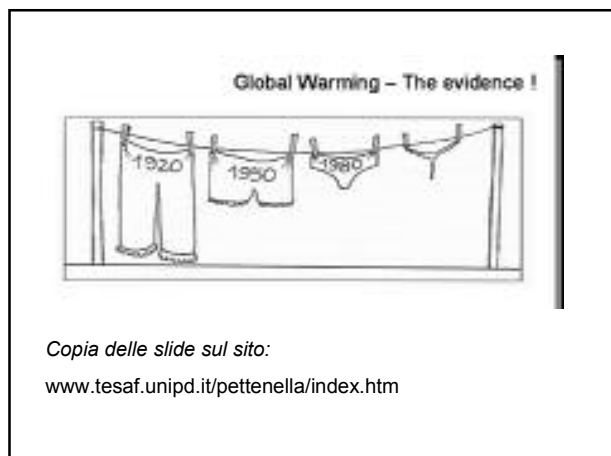 Global Warming – The evidence !
1920 1950 1980
Copia delle slide sul sito:
www.tesaf.unipd.it/pettenella/index.htm